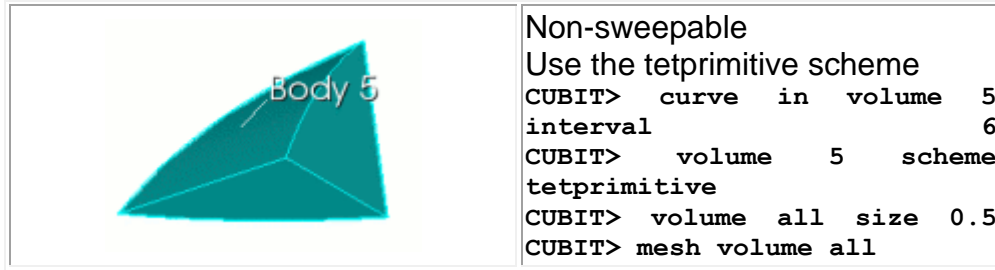 Body 5
Non-sweepable
Use the tetprimitive scheme
CUBIT> curve in volume 5
interval 6
CUBIT> volume 5 scheme
tetprimitive
CUBIT> volume all size 0.5
CUBIT> mesh volume all